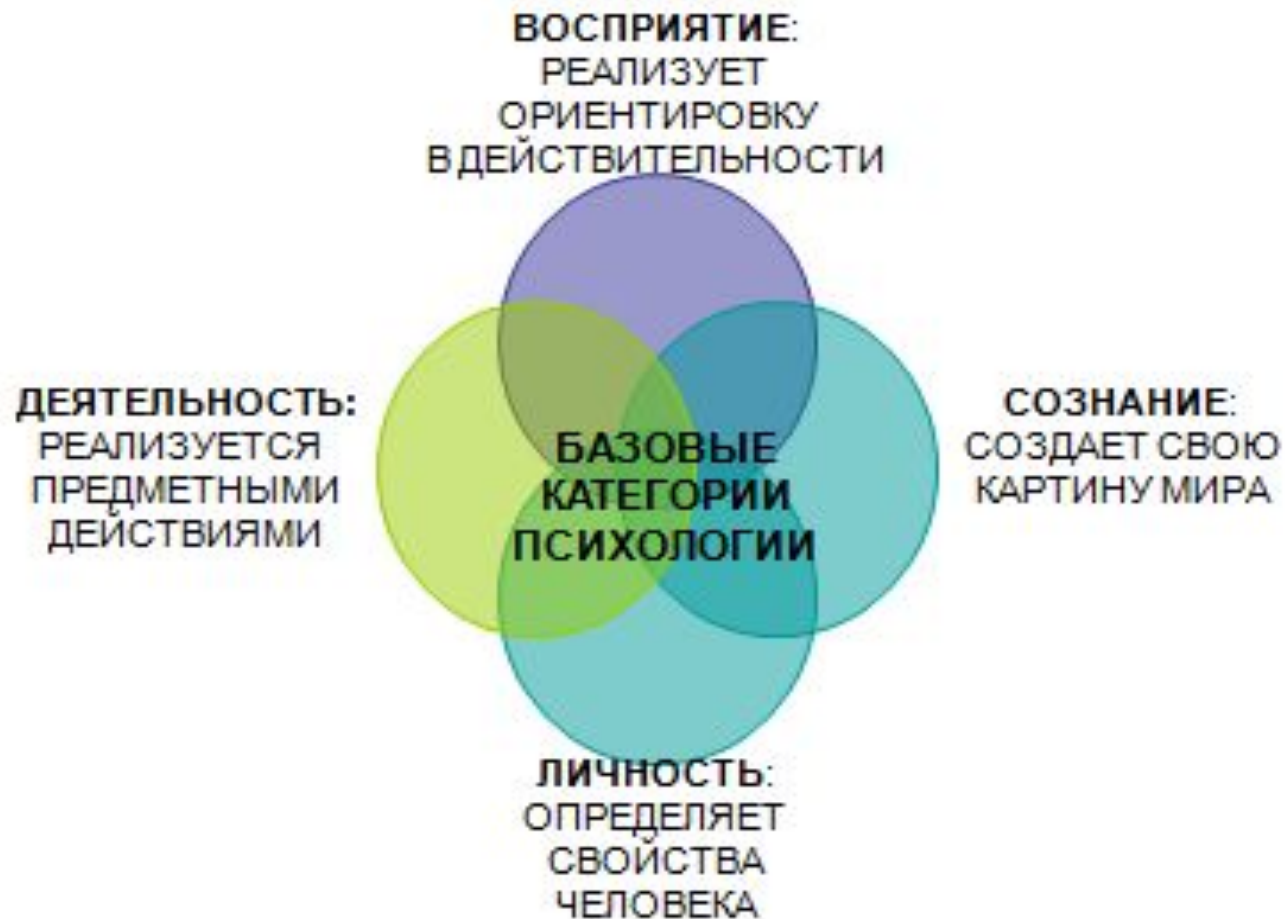 ВОСПРИЯТИЕ:
РЕАЛИЗУЕТ
ОРИЕНТИРОВКУ
В ДЕЙСТВИТЕЛЬНОСТИ
ДЕЯТЕЛЬНОСТЬ:
РЕАЛИЗУЕТСЯ
ПРЕДМЕТНЫМИ
ДЕЙСТВИЯМИ
БАЗОВЫЕ
КАТЕГОРИИ
ПСИХОЛОГИИ
СОЗНАНИЕ:
СОЗДАЕТ СВОЮ
КАРТИНУ МИРА
ЛИЧНОСТЬ:
ОПРЕДЕЛЯЕТ
СВОЙСТВА
ЧЕЛОВЕКА